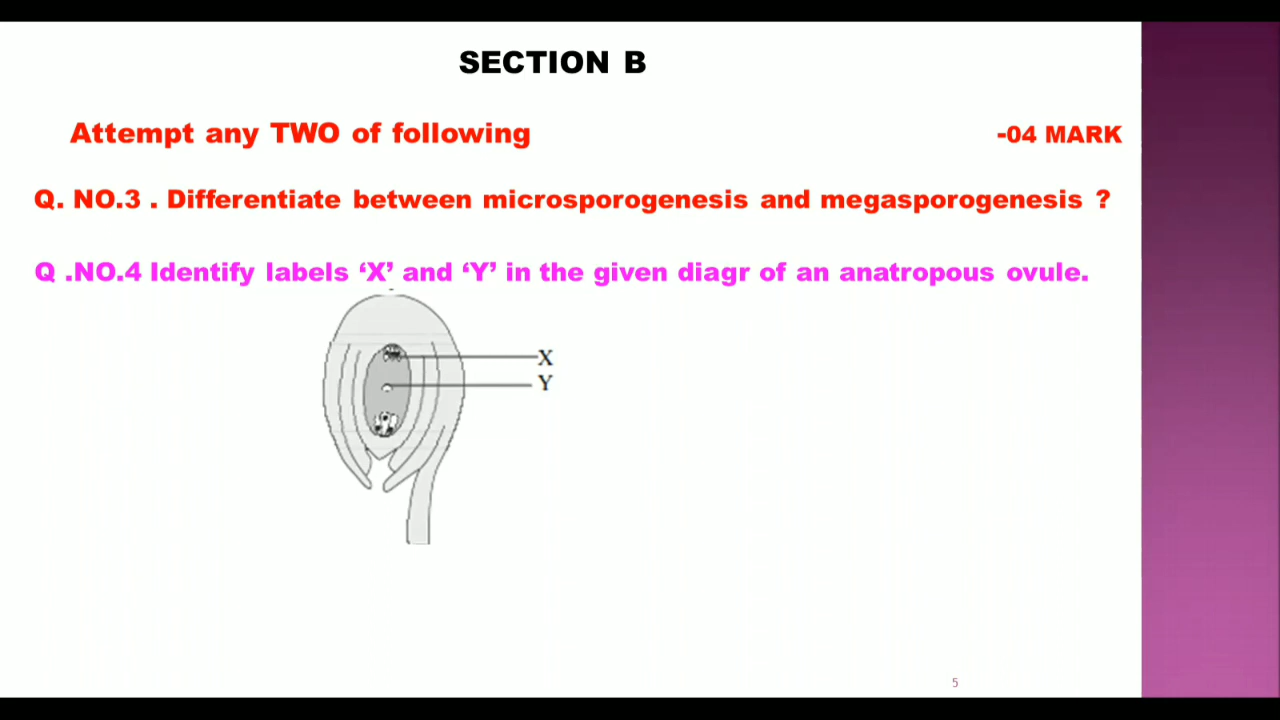 SECTION B
Attempt any TWO of following -04 MARK
Q. NO.3 . Differentiate between microsporogenesis and megasporogenesis ?
Q .NO.4 Identify labels ‘X’ and ‘Y’ in the given diagr of an anatropous ovule.
X
Y
5